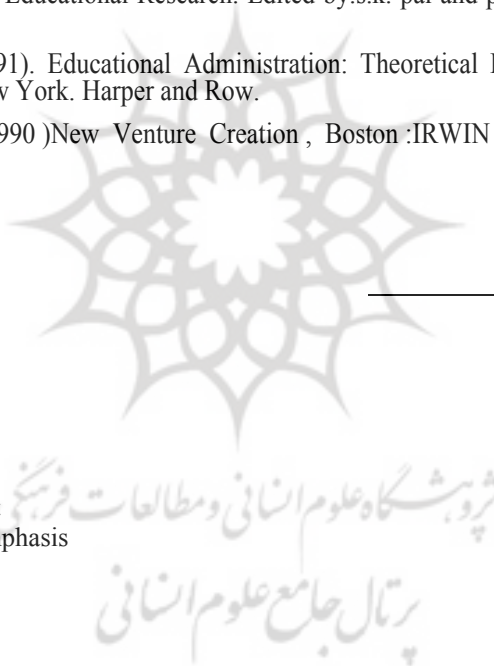 Educational Research. Edited by.s.k. pal and p
91). Educational Administration: Theoretical
w York. Harper and Row.
990 )New Venture Creation , Boston :IRWIN
phasis
پژوهشگاه علوم انسانی و مطالعات فرهنگی
پرتال جامع علوم انسانی